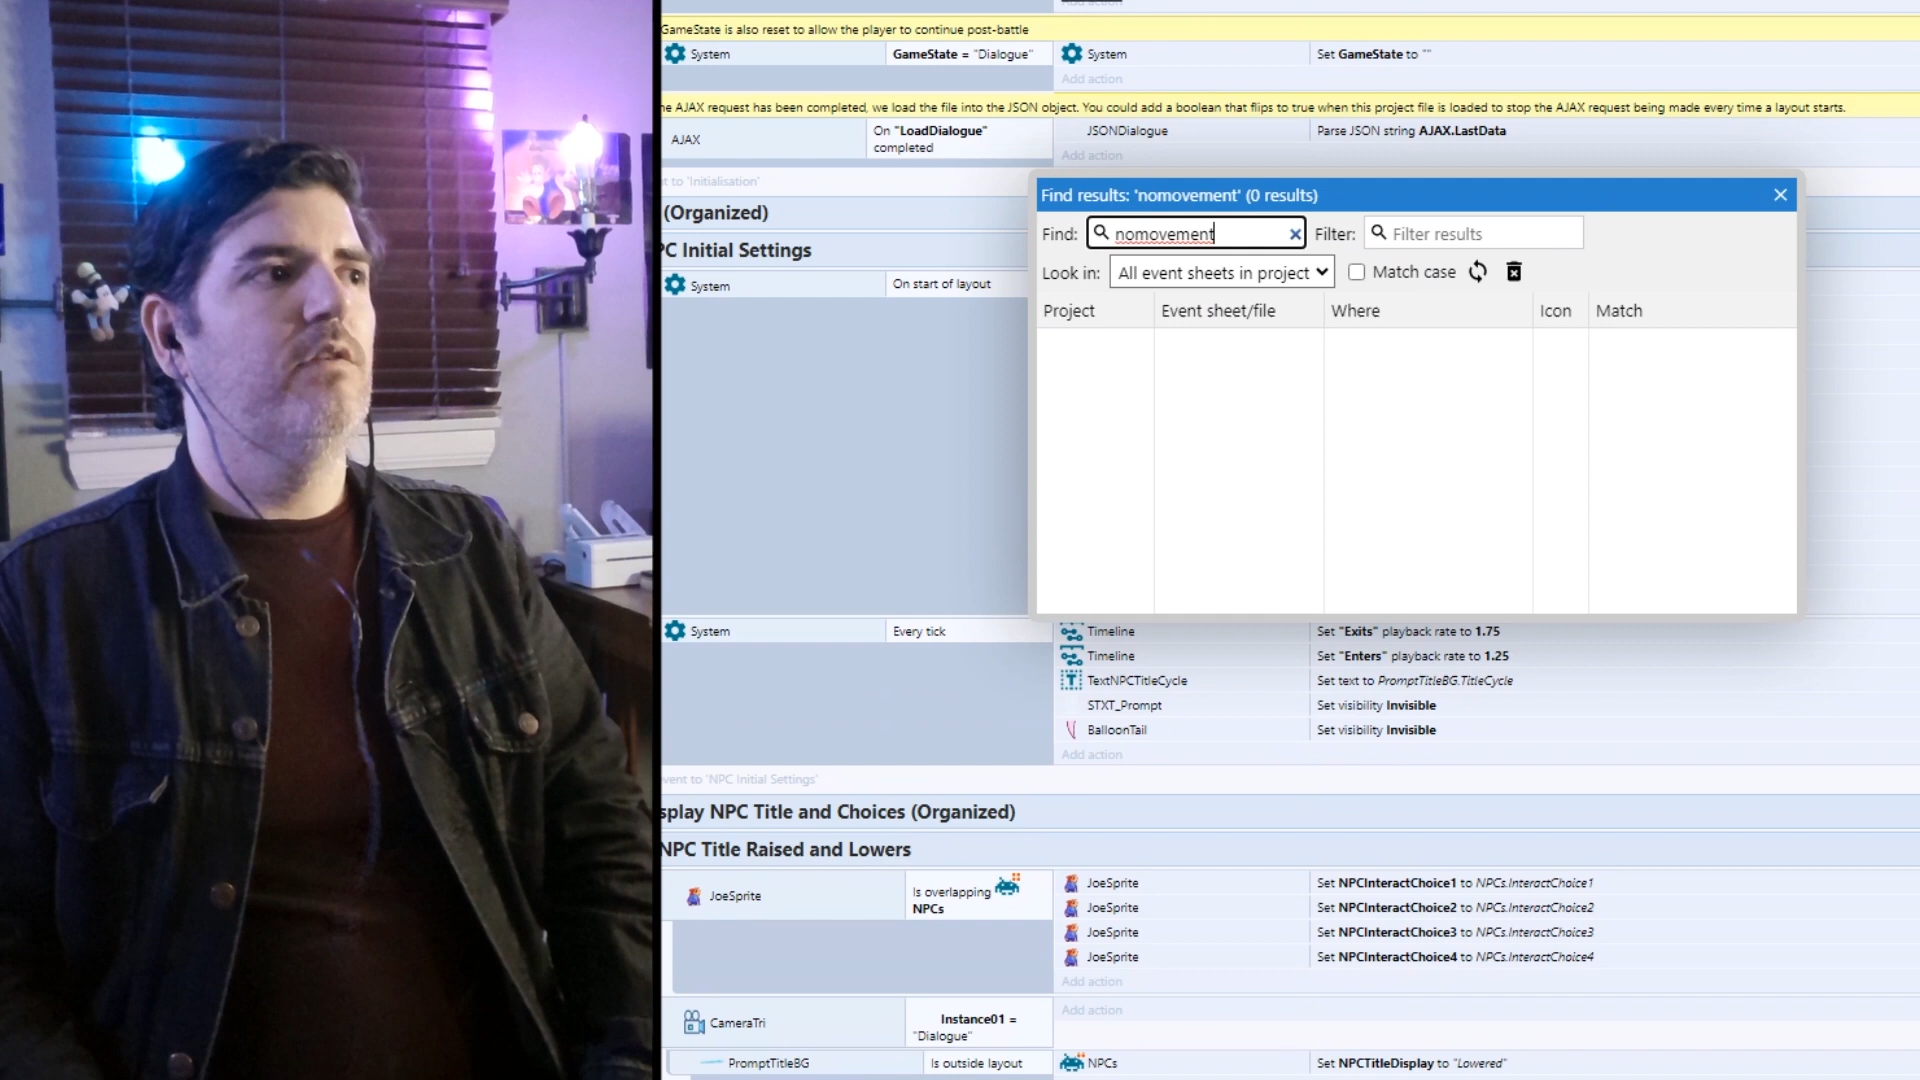 Add action
GameState is also reset to allow the player to continue post-battle
System GameState = "Dialogue" System Set GameState to ""
Add action
he AJAX request has been completed, we load the file into the JSON object. You could add a boolean that flips to true when this project file is loaded to stop the AJAX request being made every time a layout starts.
AJAX On "LoadDialogue" completed JSONDialogue Parse JSON string AJAX.LastData
Add action
nt to 'Initialisation'
(Organized)
PC Initial Settings
System On start of layout
Find results: 'nomovement' (0 results)
Find: nomovement Filter: Filter results
Look in: All event sheets in project Match case
Project Event sheet/file Where Icon Match
System Every tick Timeline Set "Exits" playback rate to 1.75
Timeline Set "Enters" playback rate to 1.25
TextNPCTitleCycle Set text to PromptTitleBG.TitleCycle
STXT_Prompt Set visibility Invisible
BalloonTail Set visibility Invisible
Add action
vent to 'NPC Initial Settings'
splay NPC Title and Choices (Organized)
NPC Title Raised and Lowers
JoeSprite Is overlapping NPCs JoeSprite Set NPCInteractChoice1 to NPCs.InteractChoice1
JoeSprite Set NPCInteractChoice2 to NPCs.InteractChoice2
JoeSprite Set NPCInteractChoice3 to NPCs.InteractChoice3
JoeSprite Set NPCInteractChoice4 to NPCs.InteractChoice4
Add action
CameraTri Instance01 = "Dialogue" Add action
PromptTitleBG Is outside layout NPCs Set NPCTitleDisplay to "Lowered"